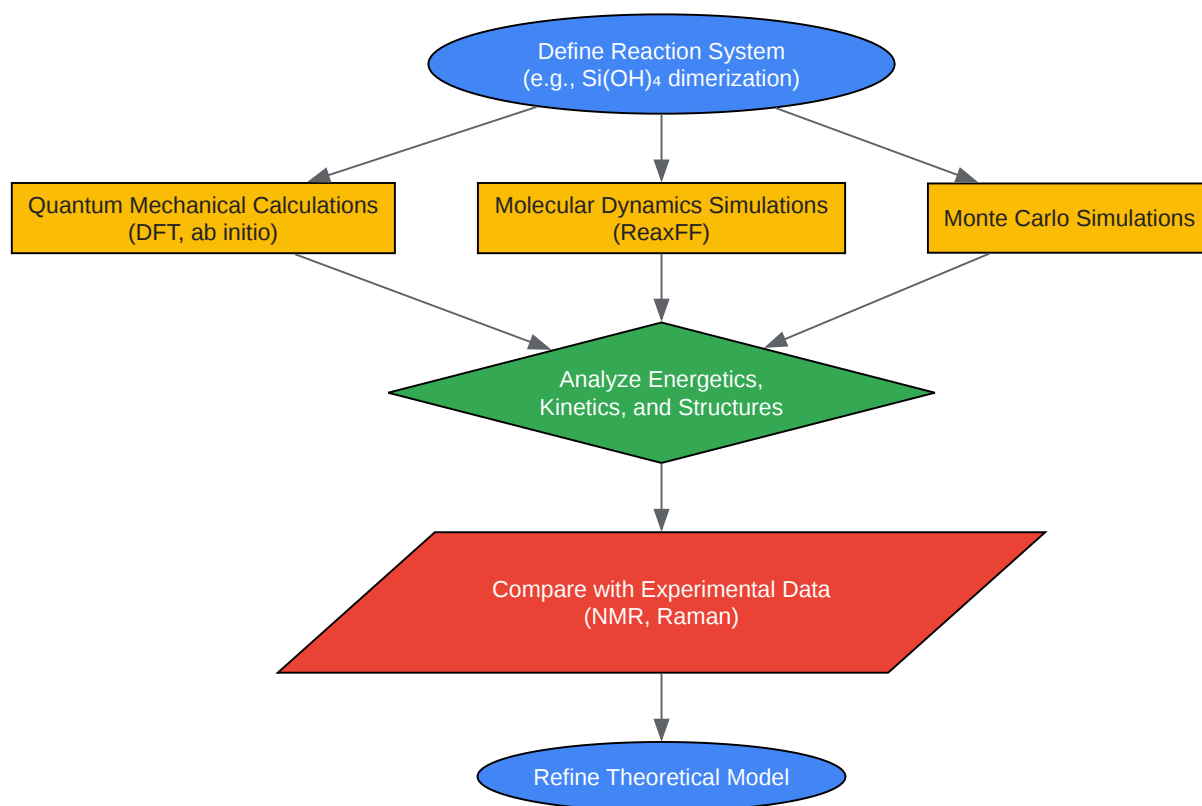 Define Reaction System
(e.g., Si(OH)₄ dimerization)
Quantum Mechanical Calculations
(DFT, ab initio)
Molecular Dynamics Simulations
(ReaxFF)
Monte Carlo Simulations
Analyze Energetics,
Kinetics, and Structures
Compare with Experimental Data
(NMR, Raman)
Refine Theoretical Model